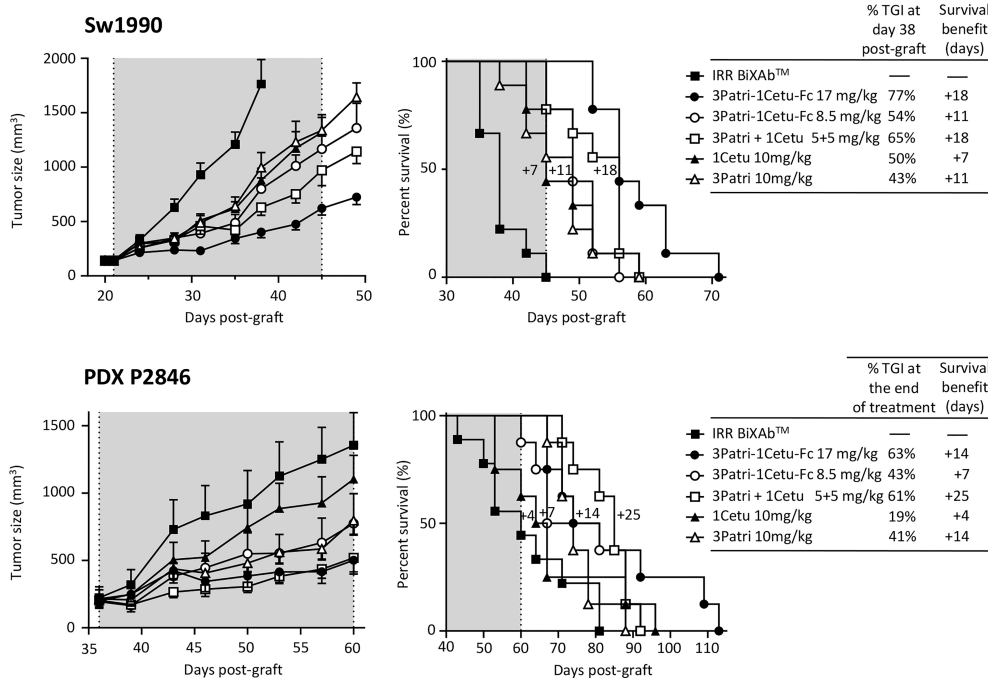 Sw1990
2000
1500
1000
500
0
Tumor size (mm³)
20
30
40
50
Days post-graft
100
50
0
Percent survival (%)
+7
+11
+18
30
40
50
60
70
Days post-graft
% TGI at day 38 post-graft
Survival benefit (days)
IRR BiXAb™ — —
3Patri-1Cetu-Fc 17 mg/kg 77% +18
3Patri-1Cetu-Fc 8.5 mg/kg 54% +11
3Patri + 1Cetu 5+5 mg/kg 65% +18
1Cetu 10mg/kg 50% +7
3Patri 10mg/kg 43% +11
PDX P2846
1500
1000
500
0
Tumor size (mm³)
35
40
45
50
55
60
Days post-graft
100
50
0
Percent survival (%)
+4
+7
+14
+25
40
50
60
70
80
90
100
110
Days post-graft
% TGI at the end of treatment
Survival benefit (days)
IRR BiXAb™ — —
3Patri-1Cetu-Fc 17 mg/kg 63% +14
3Patri-1Cetu-Fc 8.5 mg/kg 43% +7
3Patri + 1Cetu 5+5 mg/kg 61% +25
1Cetu 10mg/kg 19% +4
3Patri 10mg/kg 41% +14